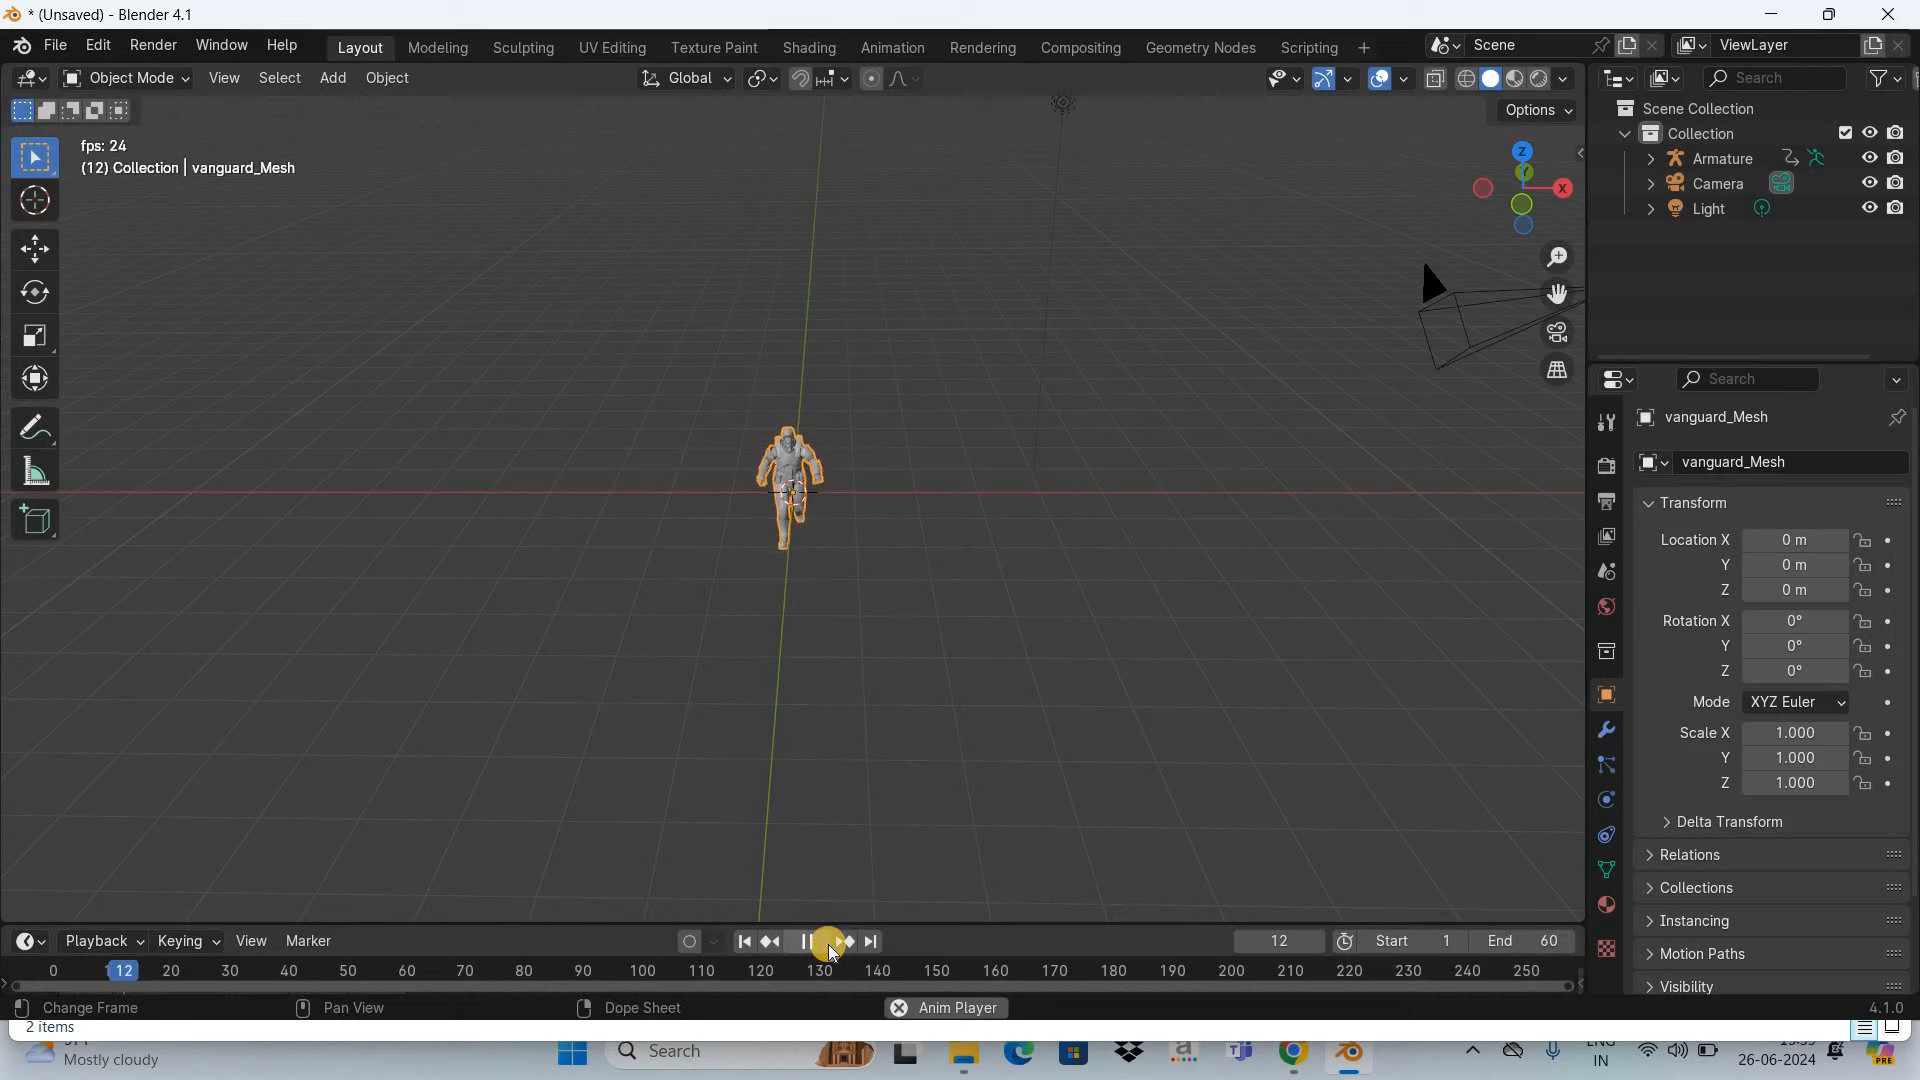 * (Unsaved) - Blender 4.1
File Edit Render Window Help Layout Modeling Sculpting UV Editing Texture Paint Shading Animation Rendering Compositing Geometry Nodes Scripting + Scene ViewLayer
Object Mode View Select Add Object Global Search
Options
fps: 24
(12) Collection | vanguard_Mesh
Z
X
Scene Collection
Collection
Armature
Camera
Light
Search
vanguard_Mesh
vanguard_Mesh
Transform
Location X 0 m
Y 0 m
Z 0 m
Rotation X 0°
Y 0°
Z 0°
Mode XYZ Euler
Scale X 1.000
Y 1.000
Z 1.000
Delta Transform
Relations
Collections
Instancing
Motion Paths
Visibility
Playback Keying View Marker 12 Start 1 End 60
0 12 20 30 40 50 60 70 80 90 100 110 120 130 140 150 160 170 180 190 200 210 220 230 240 250
Change Frame Pan View Dope Sheet Anim Player 4.1.0
2 items
Mostly cloudy
Search
ENG
IN
26-06-2024
PRE